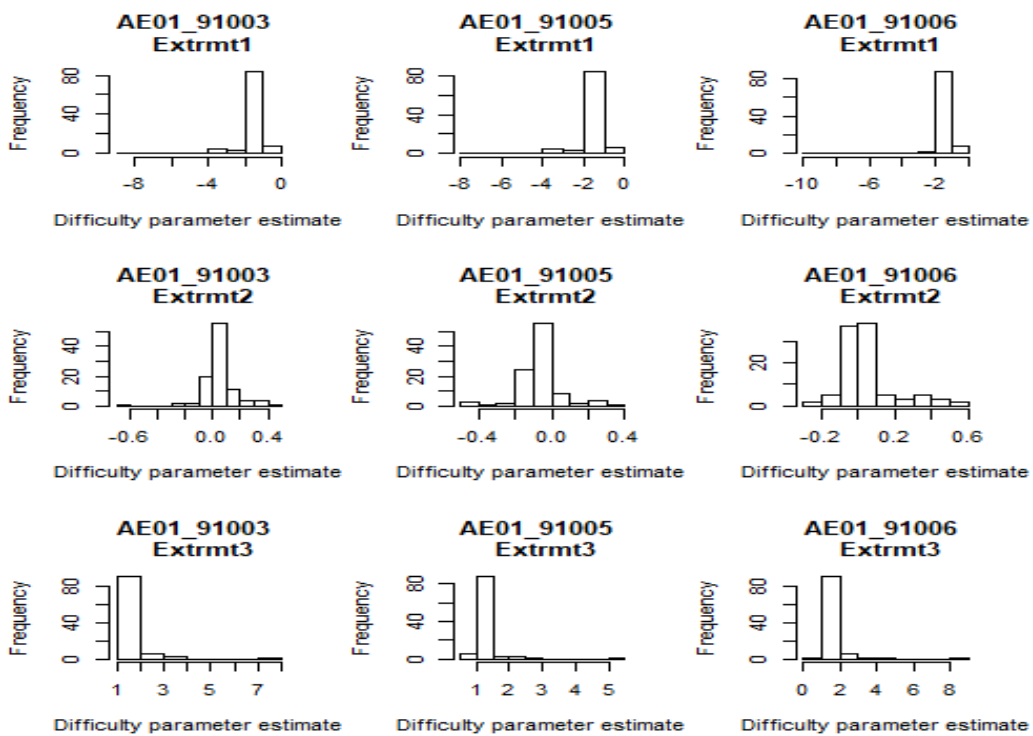 AE01_91003
Extrmt1
AE01_91005
Extrmt1
AE01_91006
Extrmt1
Frequency
0 40 80
-8 -4 0
Difficulty parameter estimate
Frequency
0 40 80
-8 -6 -4 -2 0
Difficulty parameter estimate
Frequency
0 40 80
-10 -6 -2
Difficulty parameter estimate
AE01_91003
Extrmt2
AE01_91005
Extrmt2
AE01_91006
Extrmt2
Frequency
0 20 40
-0.6 0.0 0.4
Difficulty parameter estimate
Frequency
0 20 40
-0.4 0.0 0.4
Difficulty parameter estimate
Frequency
0 20
-0.2 0.2 0.6
Difficulty parameter estimate
AE01_91003
Extrmt3
AE01_91005
Extrmt3
AE01_91006
Extrmt3
Frequency
0 40 80
1 3 5 7
Difficulty parameter estimate
Frequency
0 40 80
1 2 3 4 5
Difficulty parameter estimate
Frequency
0 40 80
0 2 4 6 8
Difficulty parameter estimate